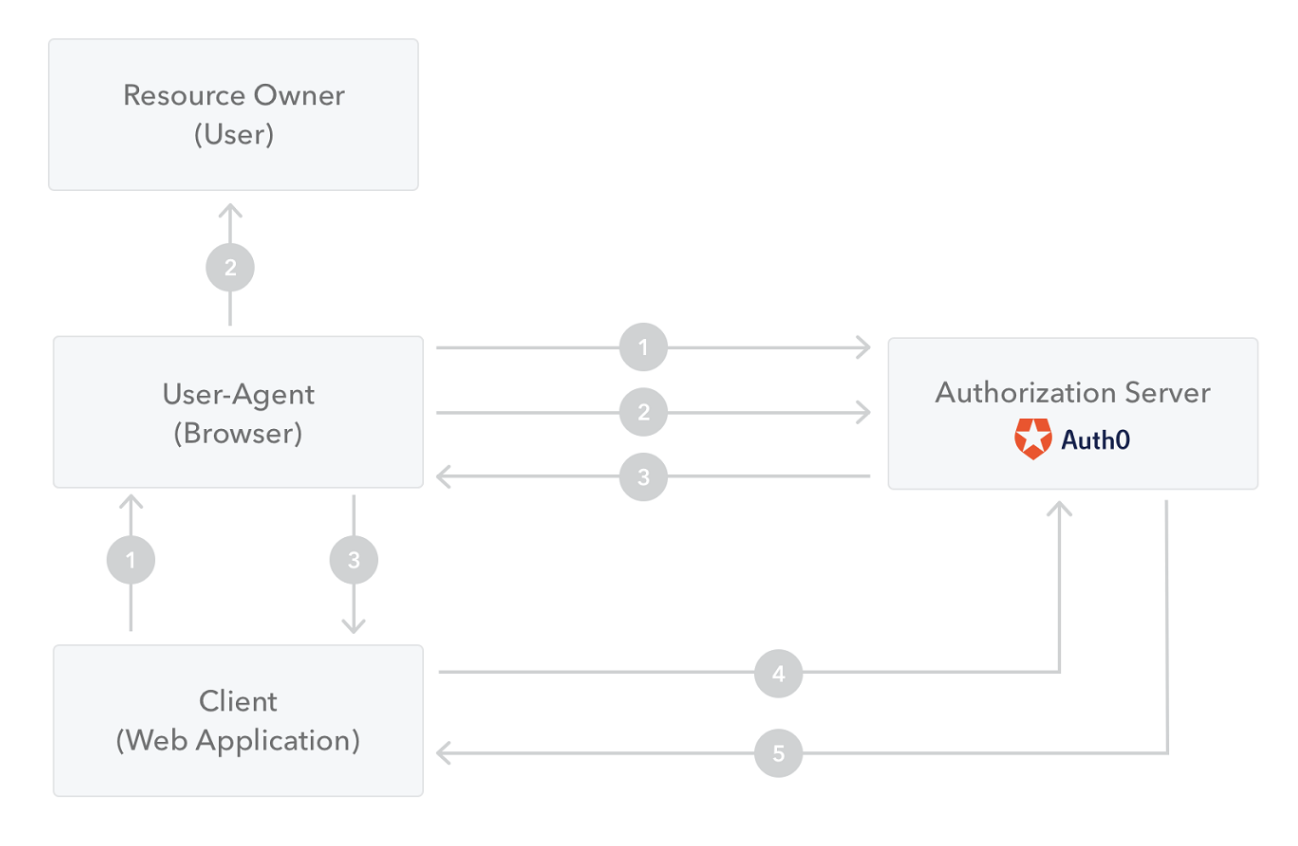 Resource Owner
(User)
2
1
User-Agent
(Browser)
2
Authorization Server
Auth0
3
1
3
Client
(Web Application)
4
5